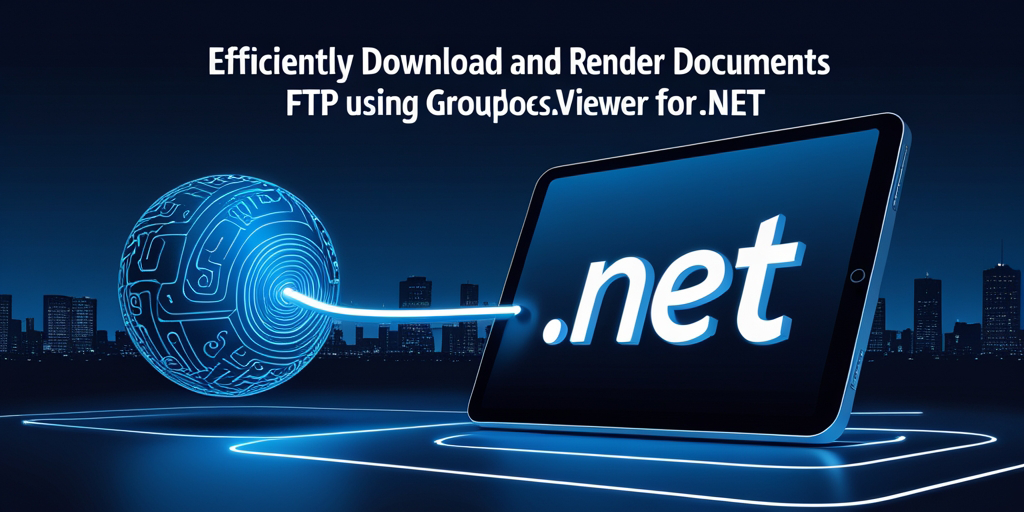 Efficiently Download and Render Documents
FTP using Groupocs.Viewer for .NET
.net